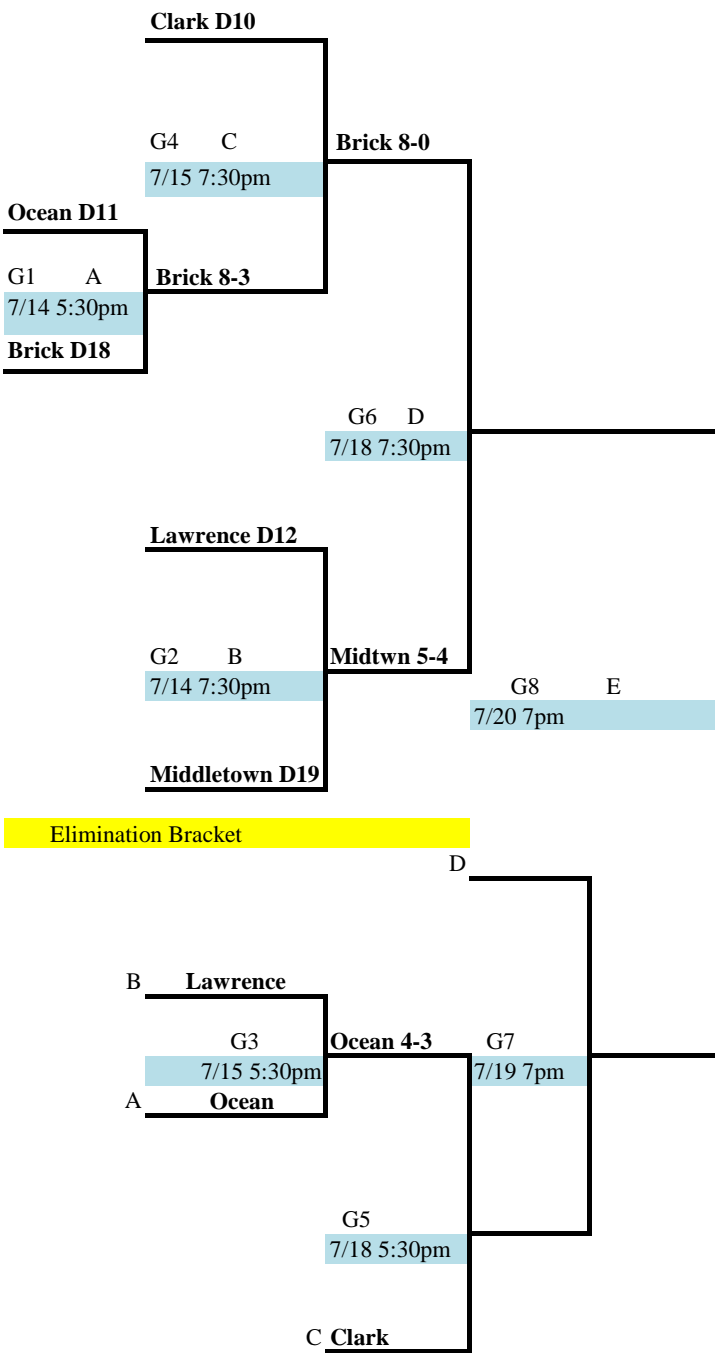 Clark D10
G4 C
Brick 8-0
7/15 7:30pm
Ocean D11
G1 A
Brick 8-3
7/14 5:30pm
Brick D18
G6 D
7/18 7:30pm
Lawrence D12
G2 B
Midtwn 5-4
7/14 7:30pm
G8 E
7/20 7pm
Middletown D19
Elimination Bracket
D
B Lawrence
G3
Ocean 4-3
G7
7/15 5:30pm
7/19 7pm
A Ocean
G5
7/18 5:30pm
C Clark